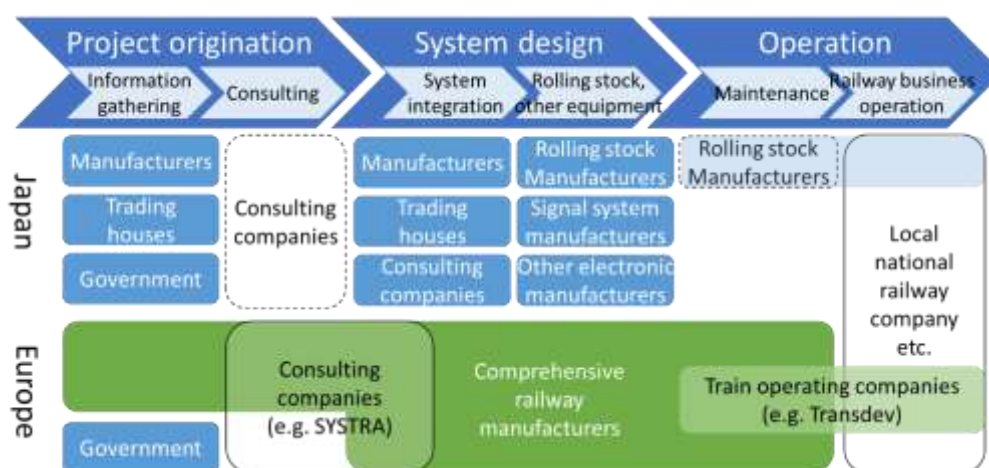 Project origination
System design
Operation
Information
gathering
Consulting
System
integration
Rolling stock,
other equipment
Maintenance
Railway business
operation
Japan
Manufacturers
Trading
houses
Government
Consulting
companies
Manufacturers
Trading
houses
Consulting
companies
Rolling stock
Manufacturers
Signal system
manufacturers
Other electronic
manufacturers
Rolling stock
Manufacturers
Local
national
railway
company
etc.
Europe
Government
Consulting
companies
(e.g. SYSTRA)
Comprehensive
railway
manufacturers
Train operating companies
(e.g. Transdev)